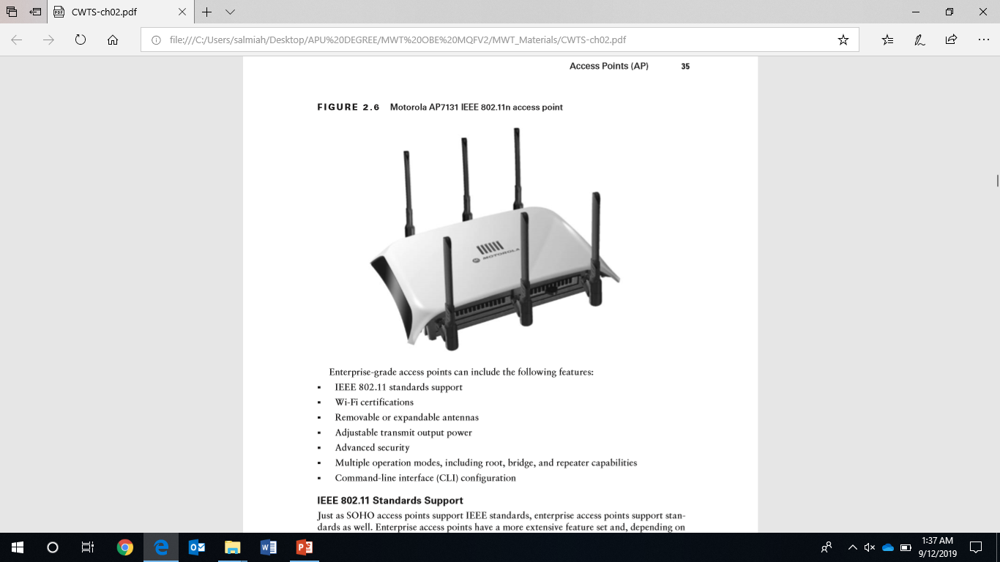 CWTS-ch02.pdf
file:///C:/Users/salmiah/Desktop/APU%20DEGREE/MWT%20OBE%20MQFV2/MWT_Materials/CWTS-ch02.pdf
Access Points (AP) 35
FIGURE 2.6 Motorola AP7131 IEEE 802.11n access point
MOTOROLA
Enterprise-grade access points can include the following features:
▪ IEEE 802.11 standards support
▪ Wi-Fi certifications
▪ Removable or expandable antennas
▪ Adjustable transmit output power
▪ Advanced security
▪ Multiple operation modes, including root, bridge, and repeater capabilities
▪ Command-line interface (CLI) configuration
IEEE 802.11 Standards Support
Just as SOHO access points support IEEE standards, enterprise access points support stan-
dards as well. Enterprise access points have a more extensive feature set and, depending on
1:37 AM
9/12/2019